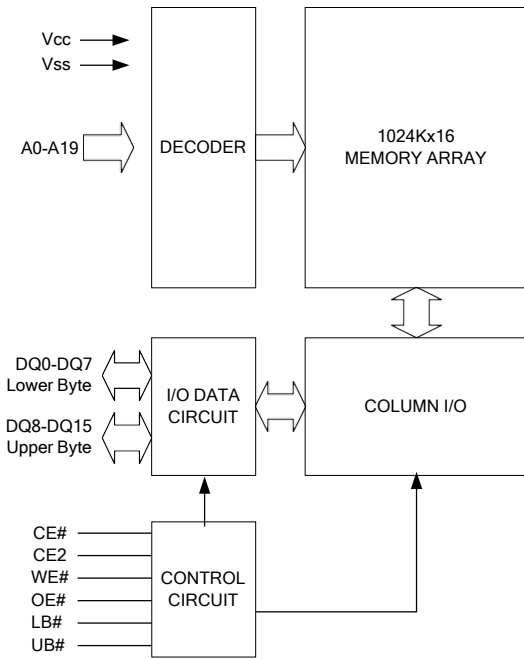 Vcc
Vss
A0-A19
DECODER
1024Kx16
MEMORY ARRAY
DQ0-DQ7
Lower Byte
DQ8-DQ15
Upper Byte
I/O DATA
CIRCUIT
COLUMN I/O
CE#
CE2
WE#
OE#
LB#
UB#
CONTROL
CIRCUIT